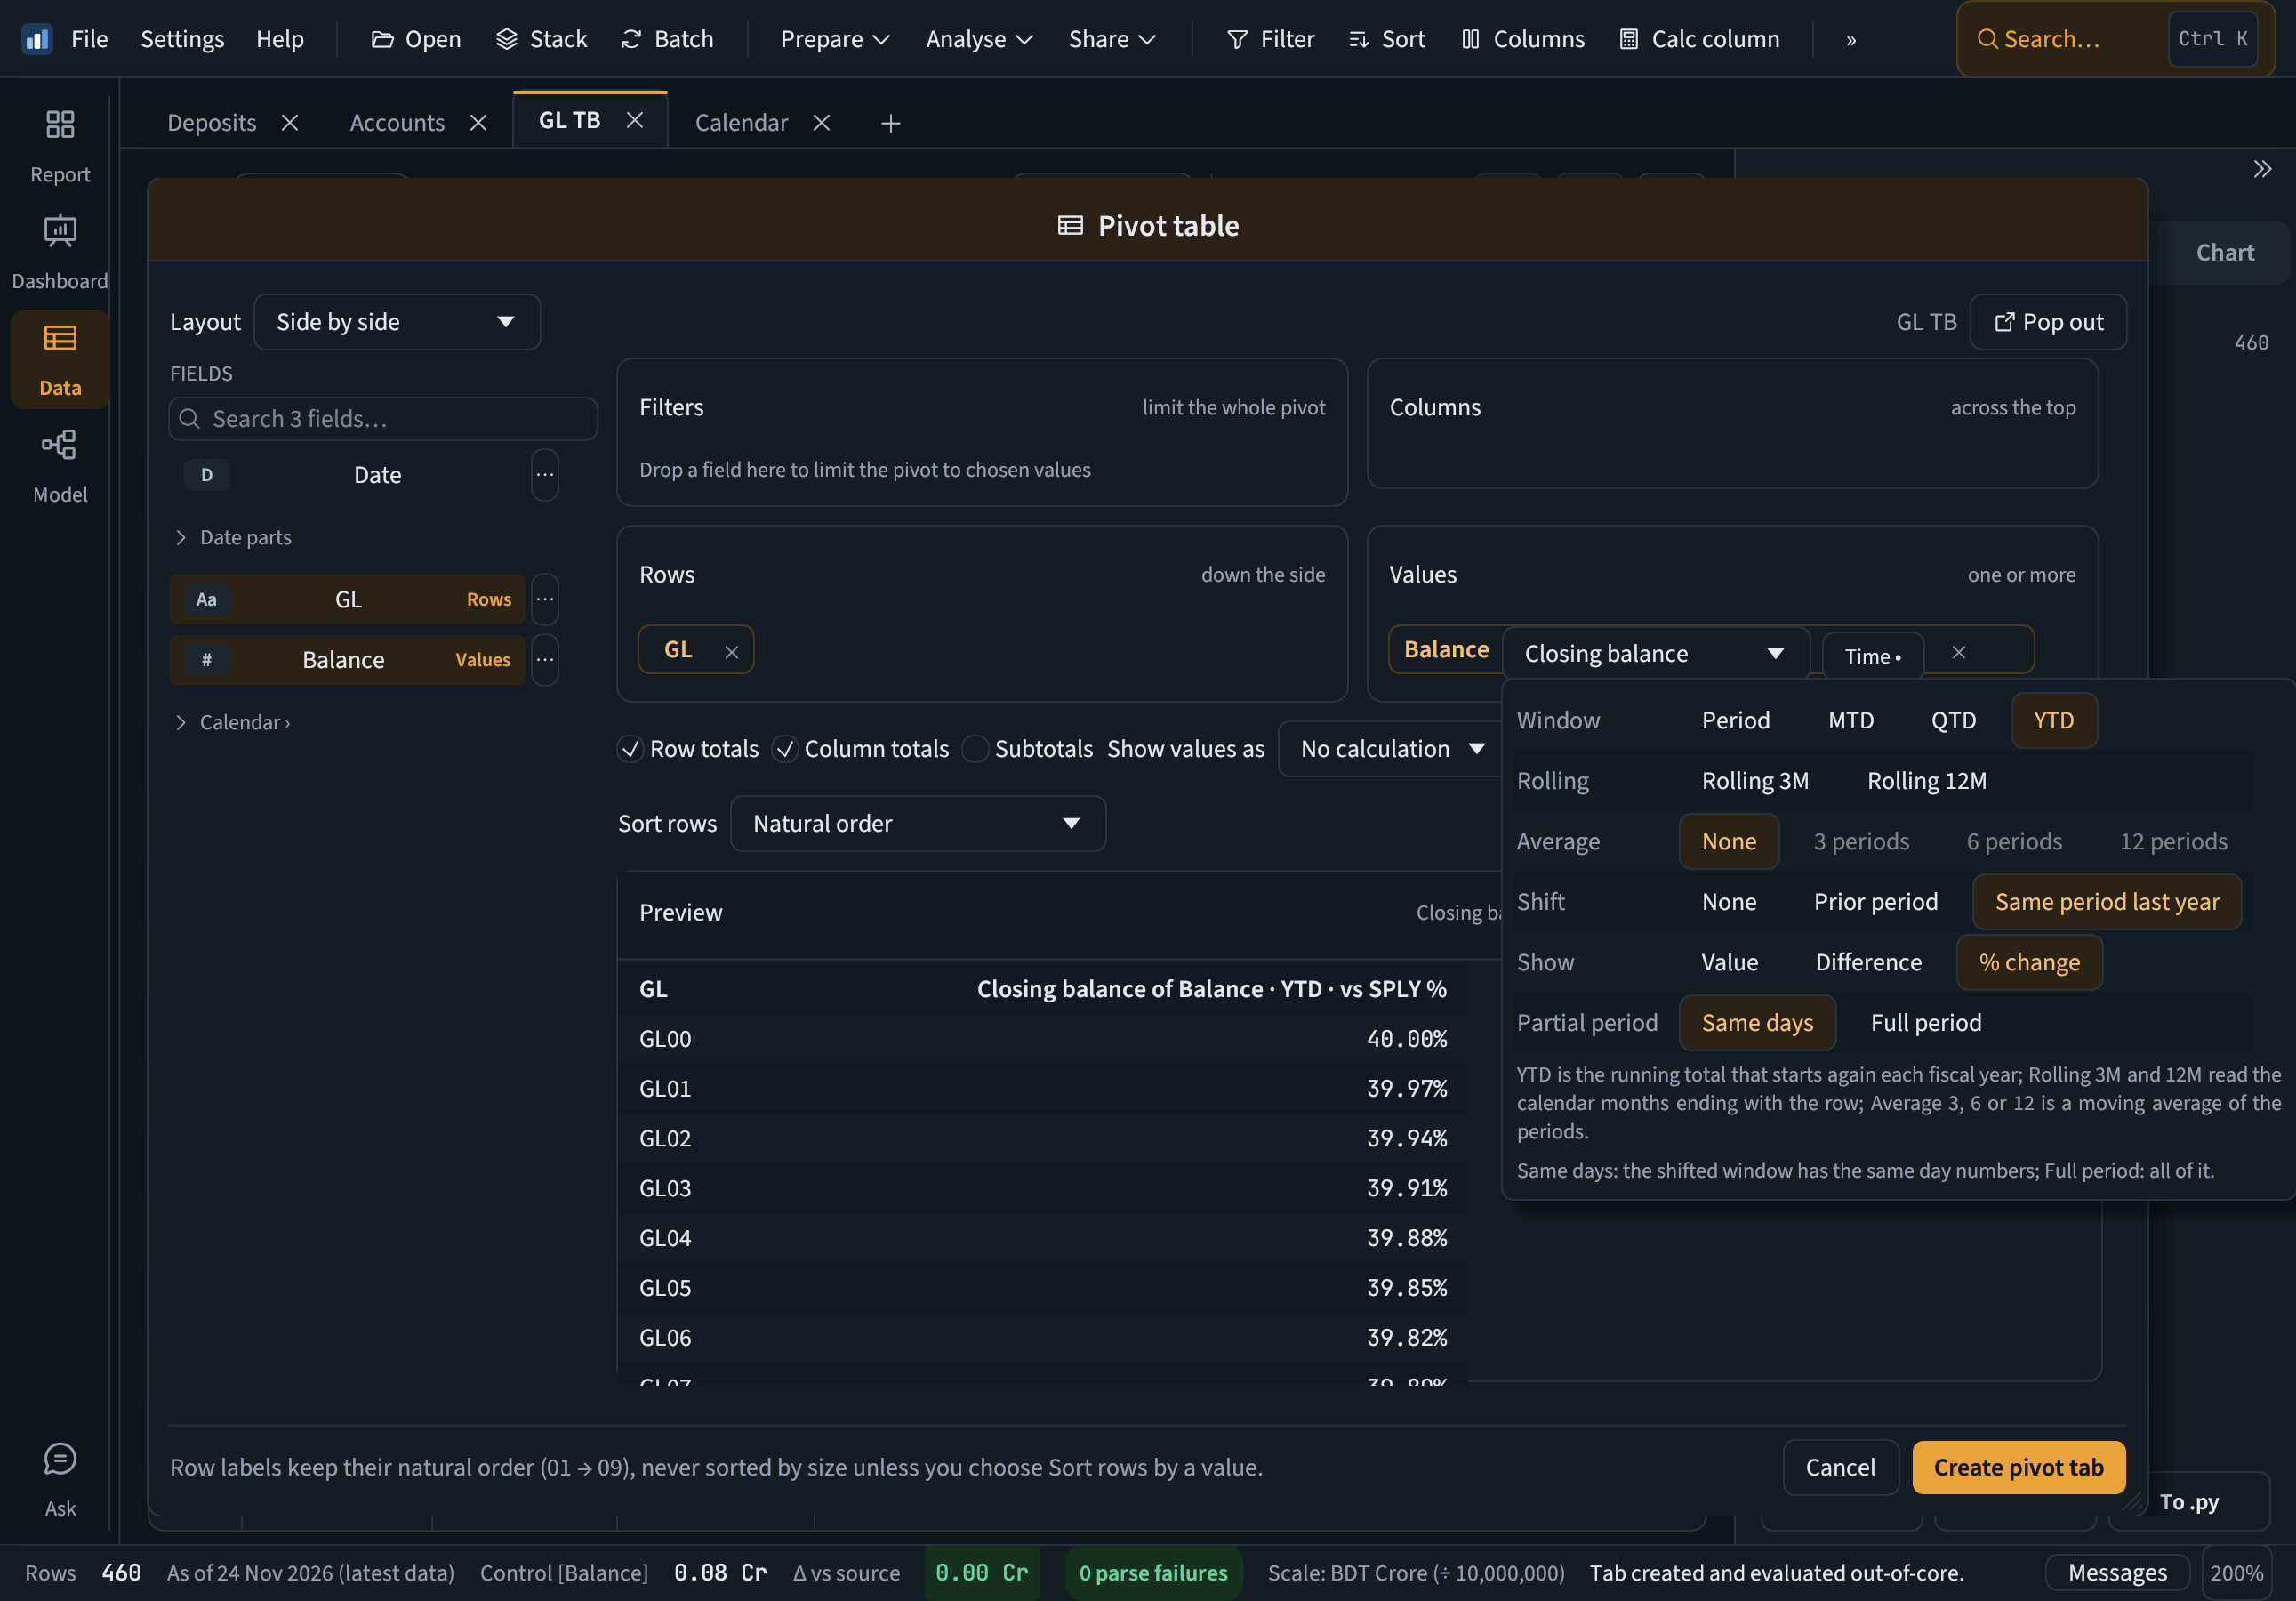 File Settings Help Open Stack Batch Prepare Analyse Share Filter Sort Columns Calc column » Search… Ctrl K
Deposits Accounts GL TB Calendar
Report
Dashboard
Data
Model
Ask
Pivot table
Chart
Layout Side by side GL TB Pop out
460
FIELDS
Search 3 fields…
D Date ...
Date parts
Aa GL Rows ...
# Balance Values ...
Calendar ›
Filters limit the whole pivot
Drop a field here to limit the pivot to chosen values
Columns across the top
Rows down the side
GL
Values one or more
Balance Closing balance Time •
Row totals Column totals Subtotals Show values as No calculation
Sort rows Natural order
Window Period MTD QTD YTD
Rolling Rolling 3M Rolling 12M
Average None 3 periods 6 periods 12 periods
Shift None Prior period Same period last year
Show Value Difference % change
Partial period Same days Full period
YTD is the running total that starts again each fiscal year; Rolling 3M and 12M read the
calendar months ending with the row; Average 3, 6 or 12 is a moving average of the
periods.
Same days: the shifted window has the same day numbers; Full period: all of it.
Preview Closing
GL Closing balance of Balance · YTD · vs SPLY %
GL00 40.00%
GL01 39.97%
GL02 39.94%
GL03 39.91%
GL04 39.88%
GL05 39.85%
GL06 39.82%
Row labels keep their natural order (01 → 09), never sorted by size unless you choose Sort rows by a value.
Cancel Create pivot tab
To .py
Rows 460 As of 24 Nov 2026 (latest data) Control [Balance] 0.08 Cr Δ vs source 0.00 Cr 0 parse failures Scale: BDT Crore (÷ 10,000,000) Tab created and evaluated out-of-core. Messages 200%